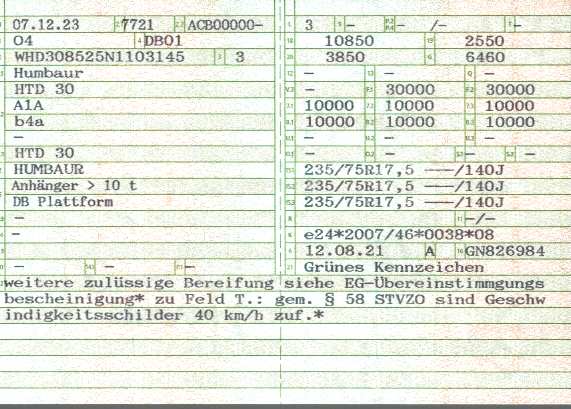 07.12.23 7721 ACB00000- 3 - - /- -
04 DB01 10850 2550
WHD308525N1103145 3 3850 6460
Humbaur - - -
HTD 30 - 30000 30000
A1A 10000 10000 10000
b4a 10000 10000 10000
- - - -
HTD 30 - - - -
HUMBAUR 235/75R17,5 ---/140J
Anhänger > 10 t 235/75R17,5 ---/140J
DB Plattform 235/75R17,5 ---/140J
- -/-
- e24*2007/46*0038*08
12.08.21 A GN826984
- - - Grünes Kennzeichen
weitere zulüssige Bereifung siehe EG-Übereinstimmgungs
bescheinigung* zu Feld T.: gem. § 58 STVZO sind Geschw
indigkeitsschilder 40 km/h zuf.*